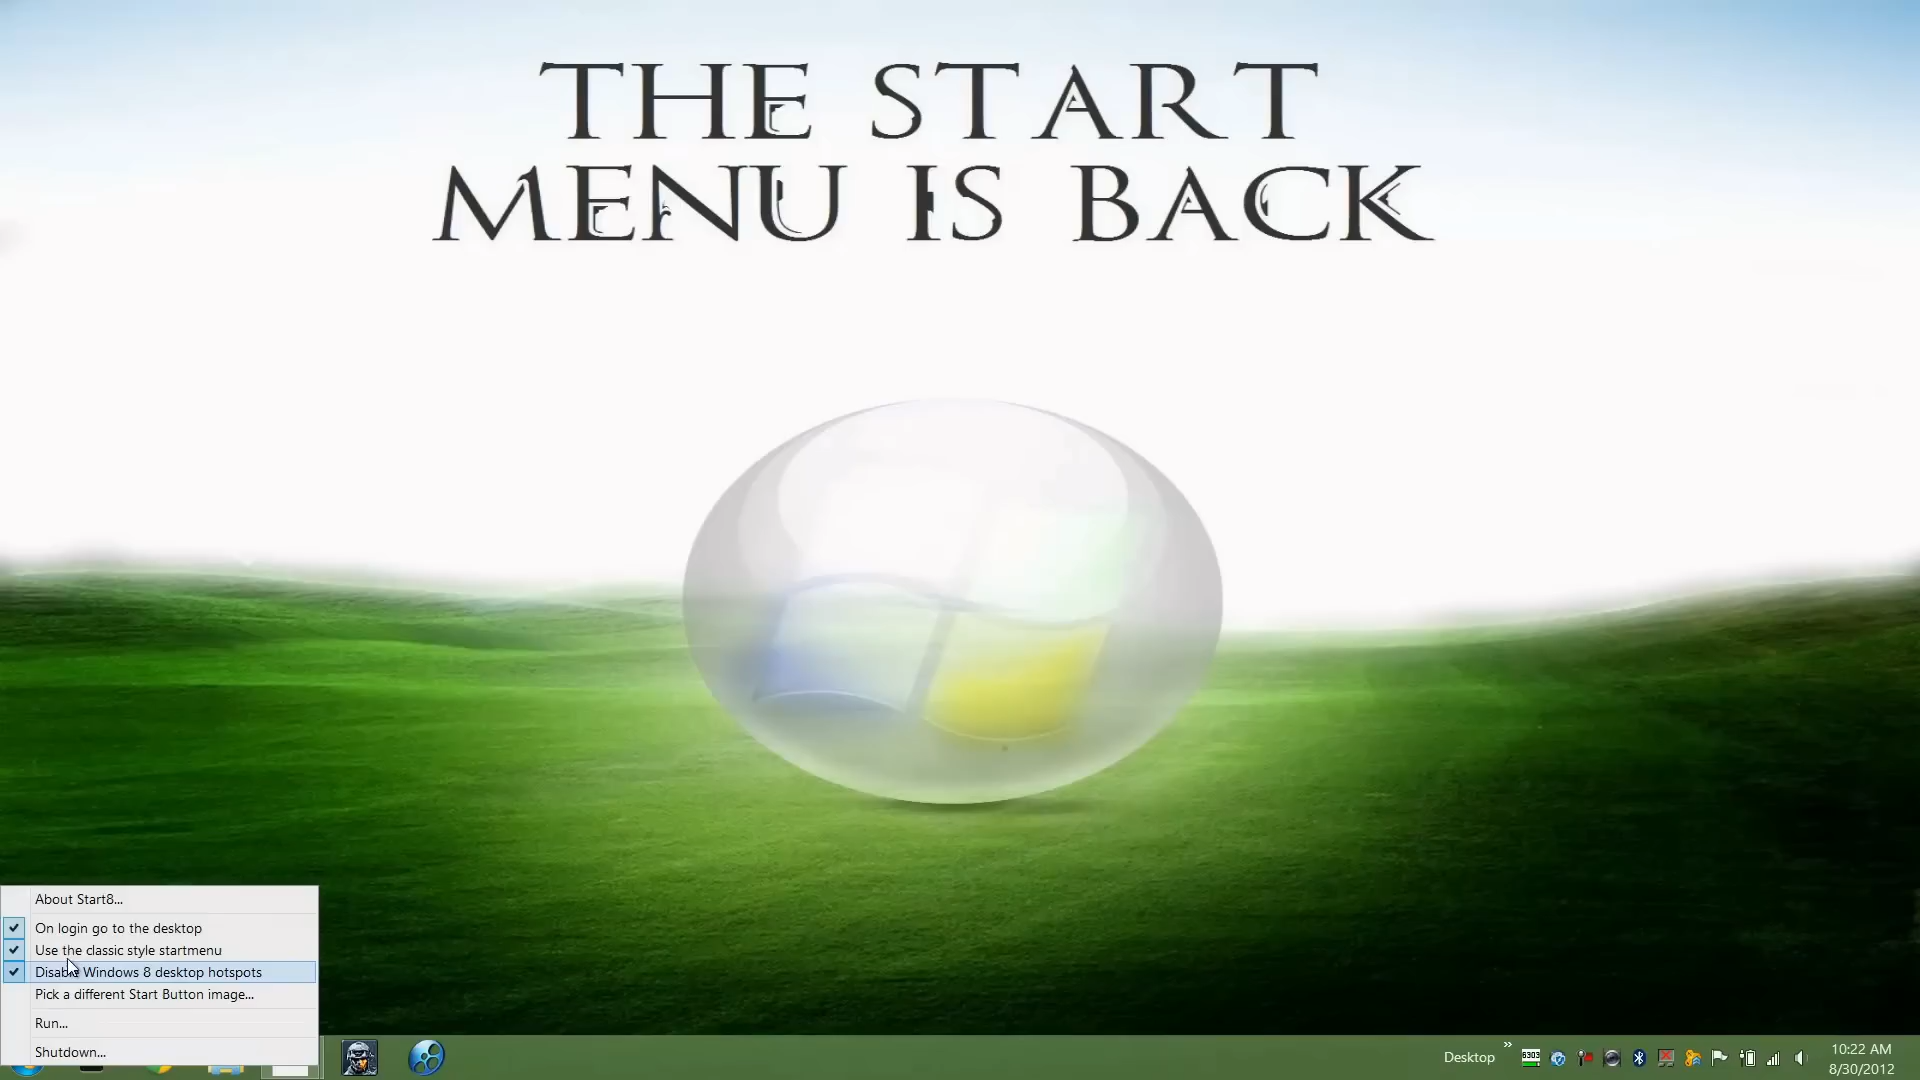 THE START
MENU IS BACK
About Start8...
On login go to the desktop
Use the classic style startmenu
Disable Windows 8 desktop hotspots
Pick a different Start Button image...
Run...
Shutdown...
Desktop
6303
10:22 AM
8/30/2012